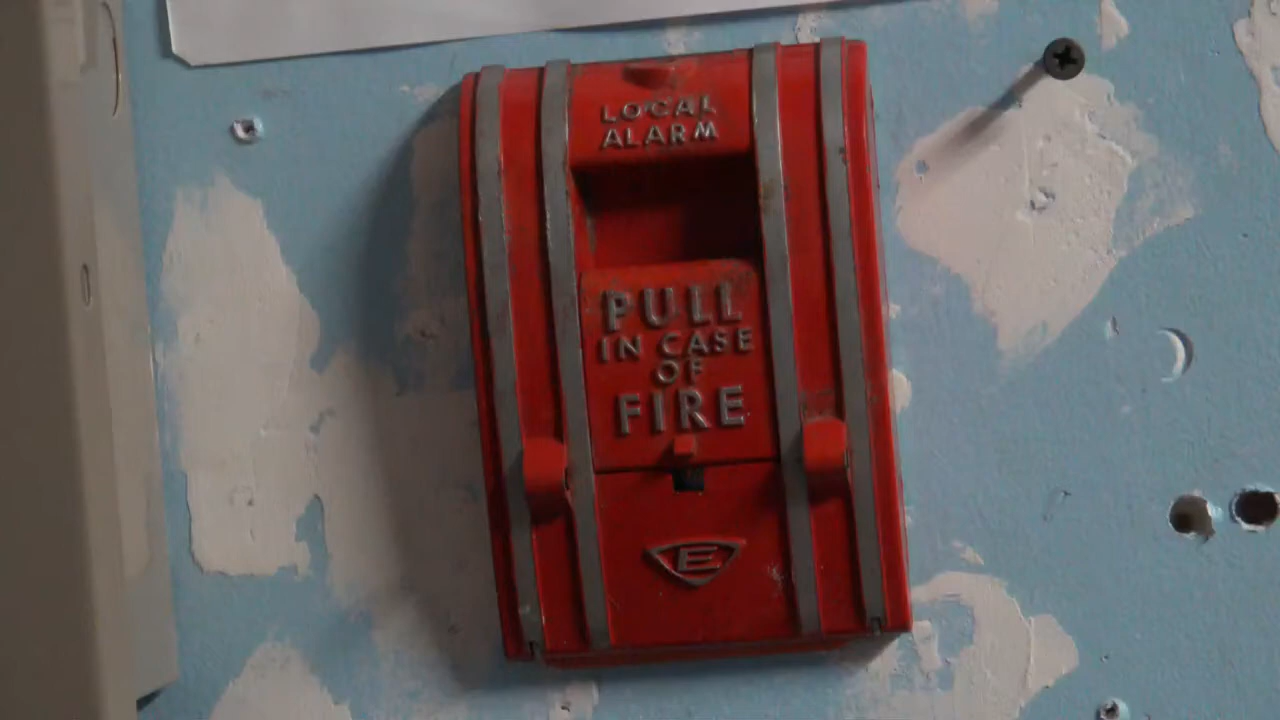 LOCAL
ALARM
PULL
IN CASE
OF
FIRE
E